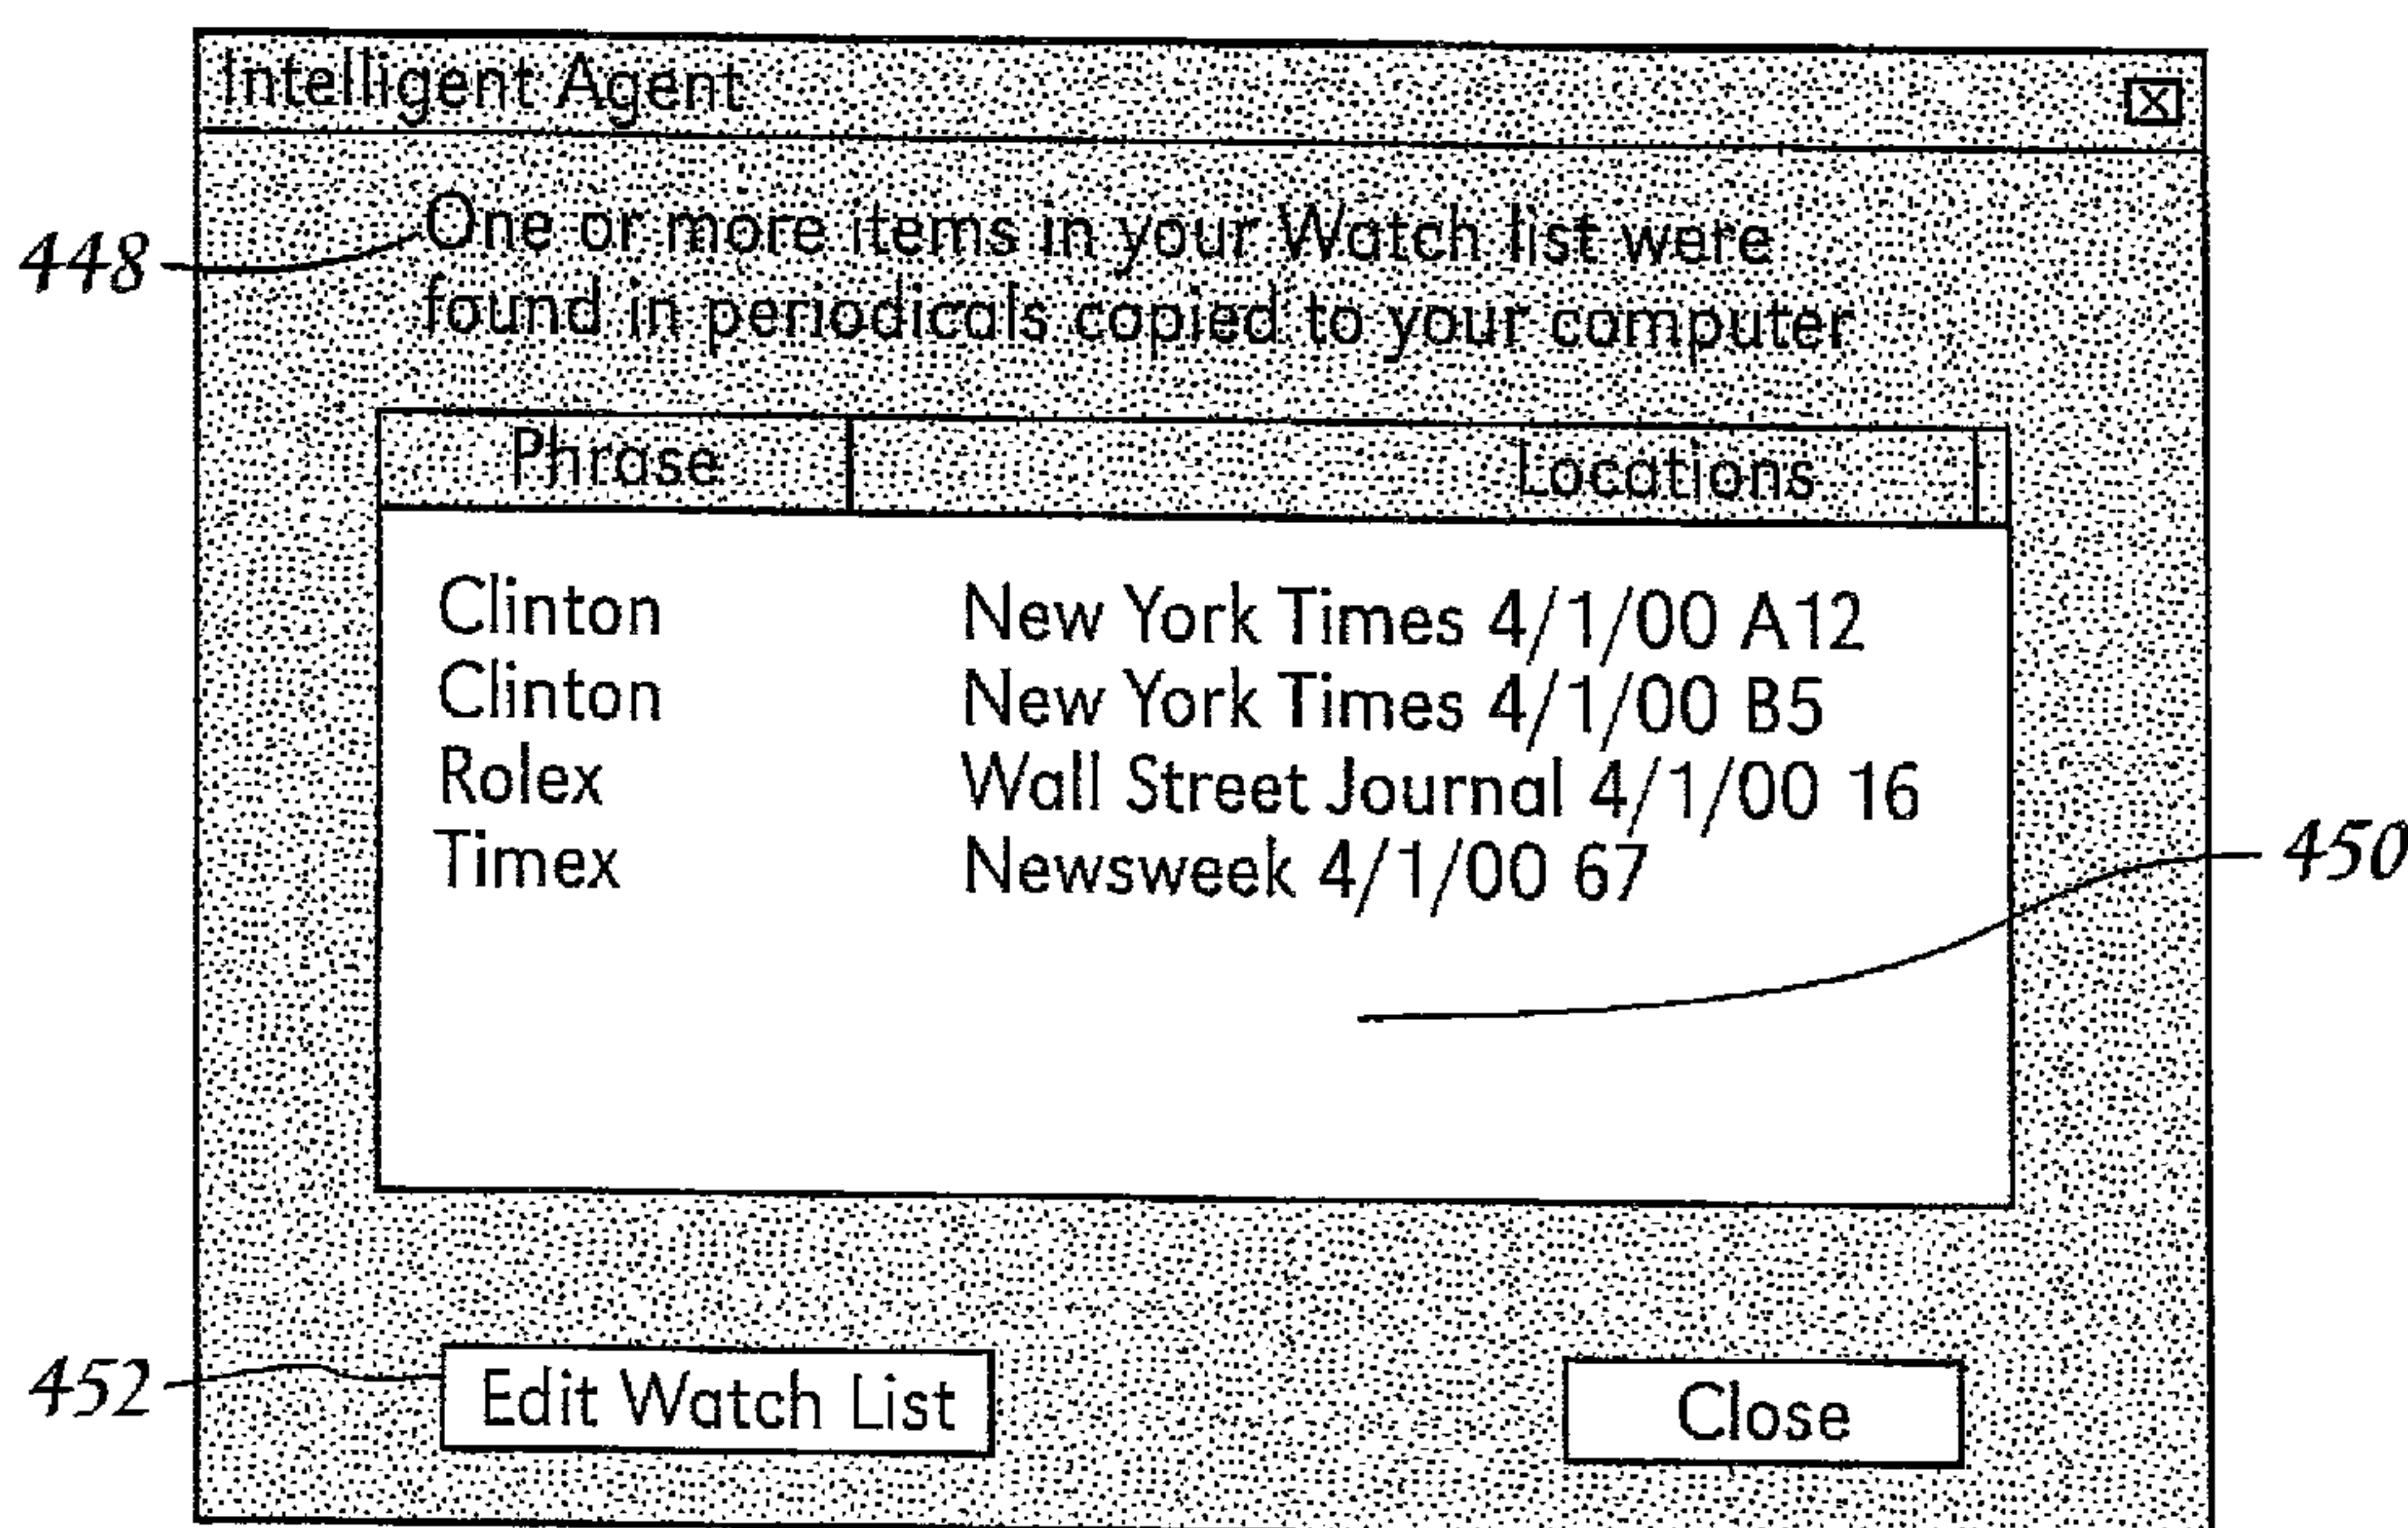 Intelligent Agent
448
One or more items in your Watch list were
found in periodicals copied to your computer
Phrase Locations
Clinton New York Times 4/1/00 A12
Clinton New York Times 4/1/00 B5
Rolex Wall Street Journal 4/1/00 16
Timex Newsweek 4/1/00 67
450
452
Edit Watch List Close